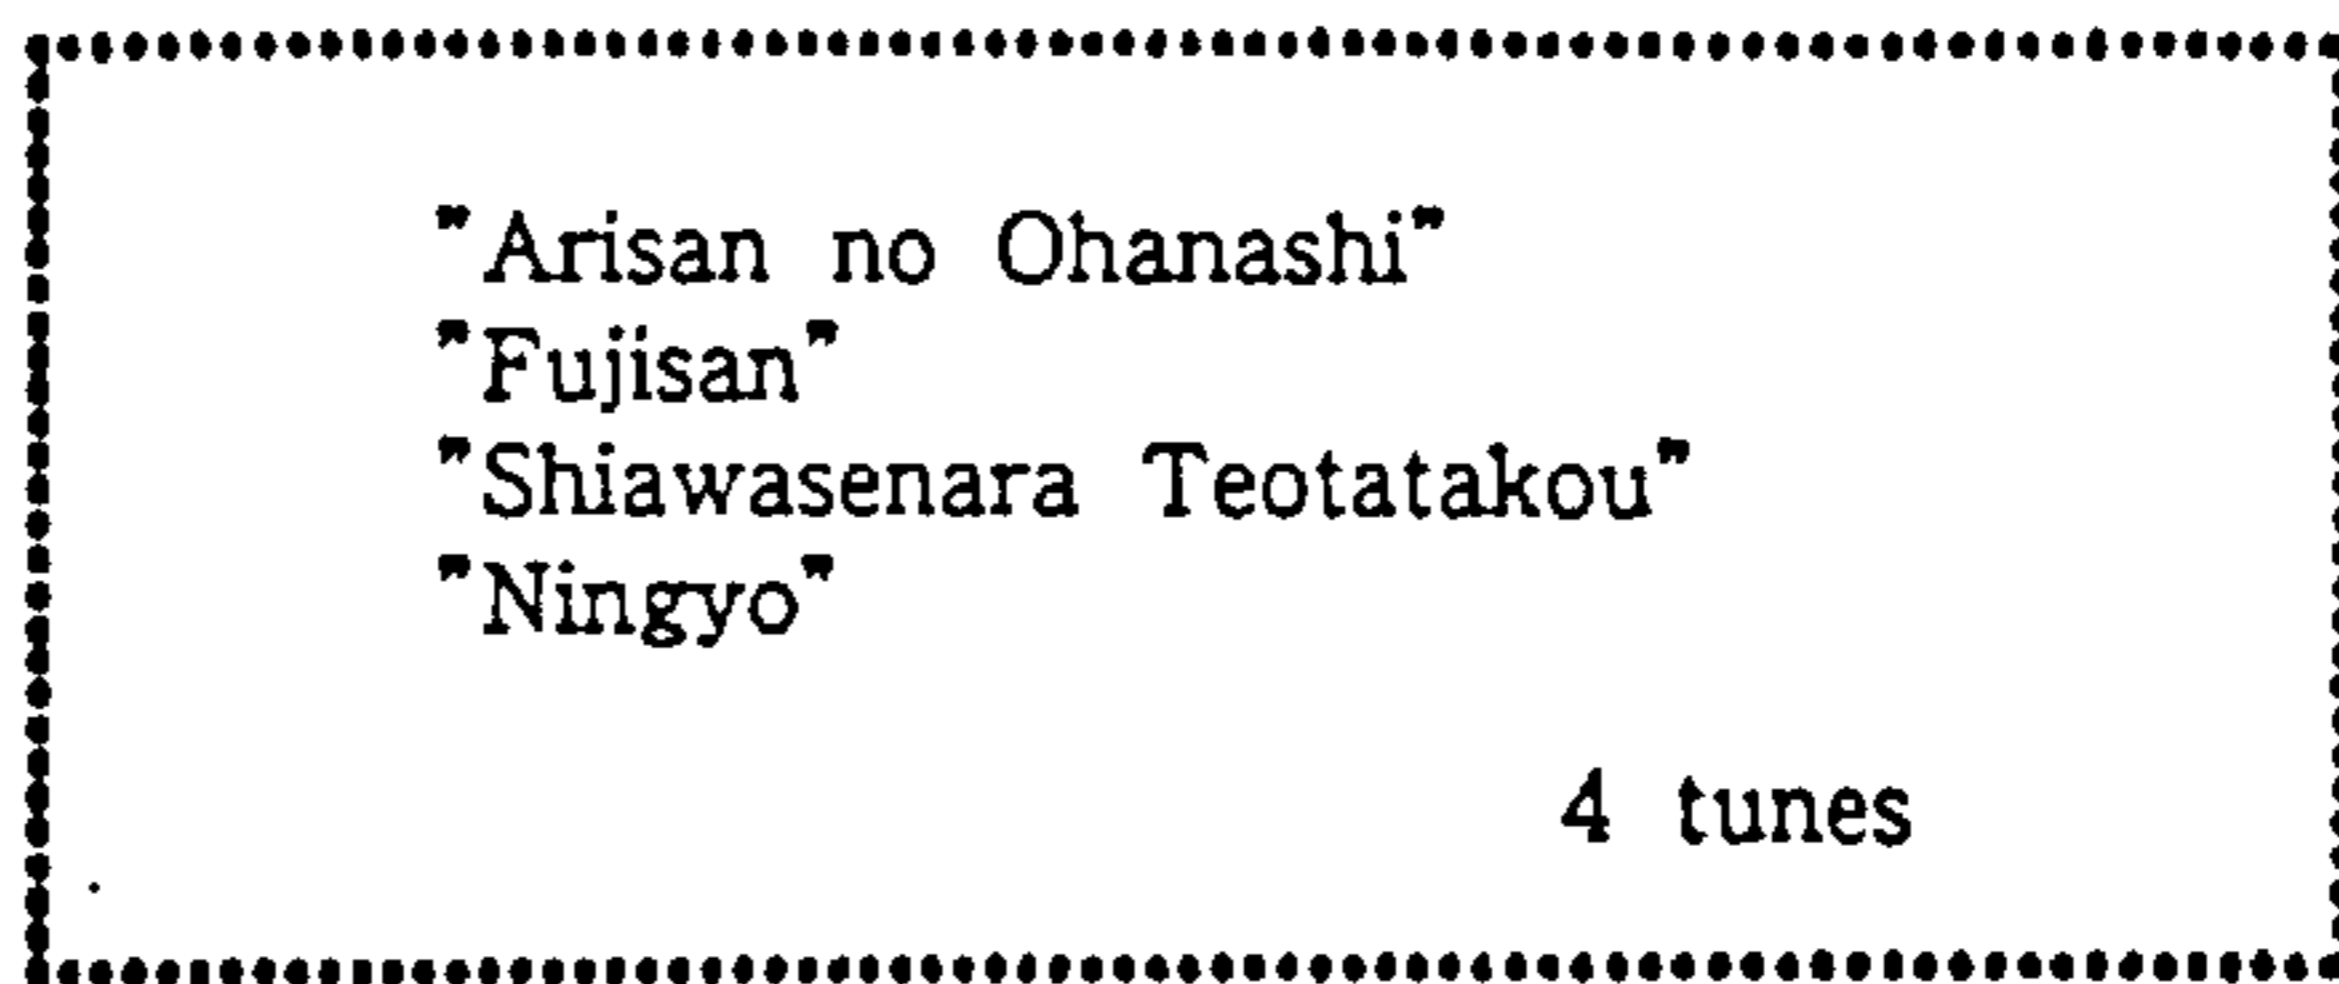 "Arisan no Ohanashi"
"Fujisan"
"Shiawasenara Teotatakou"
"Ningyo"
4 tunes